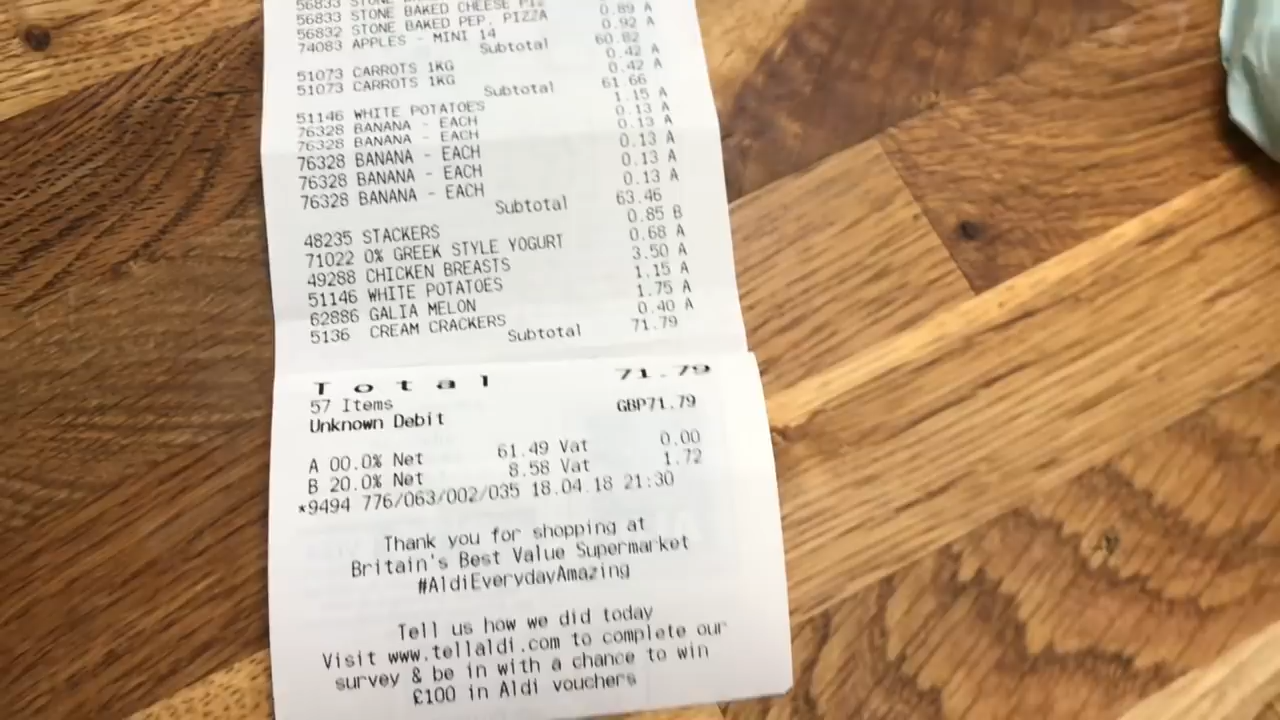 56833 STONE BAKED CHEESE PIZ 0.89 A
56832 STONE BAKED PEP. PIZZA 0.92 A
74083 APPLES - MINI 14
Subtotal 60.82
51073 CARROTS 1KG 0.42 A
51073 CARROTS 1KG 0.42 A
Subtotal 61.66
51146 WHITE POTATOES 1.15 A
76328 BANANA - EACH 0.13 A
76328 BANANA - EACH 0.13 A
76328 BANANA - EACH 0.13 A
76328 BANANA - EACH 0.13 A
76328 BANANA - EACH 0.13 A
Subtotal 63.46
48235 STACKERS 0.85 B
71022 0% GREEK STYLE YOGURT 0.68 A
49288 CHICKEN BREASTS 3.50 A
51146 WHITE POTATOES 1.15 A
62886 GALIA MELON 1.75 A
5136 CREAM CRACKERS 0.40 A
Subtotal 71.79
Total 71.79
57 Items
Unknown Debit GBP71.79
A 00.0% Net 61.49 Vat 0.00
B 20.0% Net 8.58 Vat 1.72
*9494 776/063/002/035 18.04.18 21:30
Thank you for shopping at
Britain's Best Value Supermarket
#AldiEverydayAmazing
Tell us how we did today
Visit www.tellaldi.com to complete our
survey & be in with a chance to win
£100 in Aldi vouchers